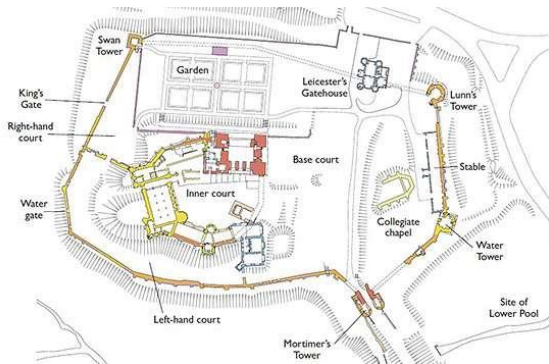 Swan
Tower
Garden
Leicester's
Gatehouse
Lunn's
Tower
King's
Gate
Right-hand
court
Base court
Stable
Inner court
Water
gate
Collegiate
chapel
Water
Tower
Left-hand court
Mortimer's
Tower
Site of
Lower Pool